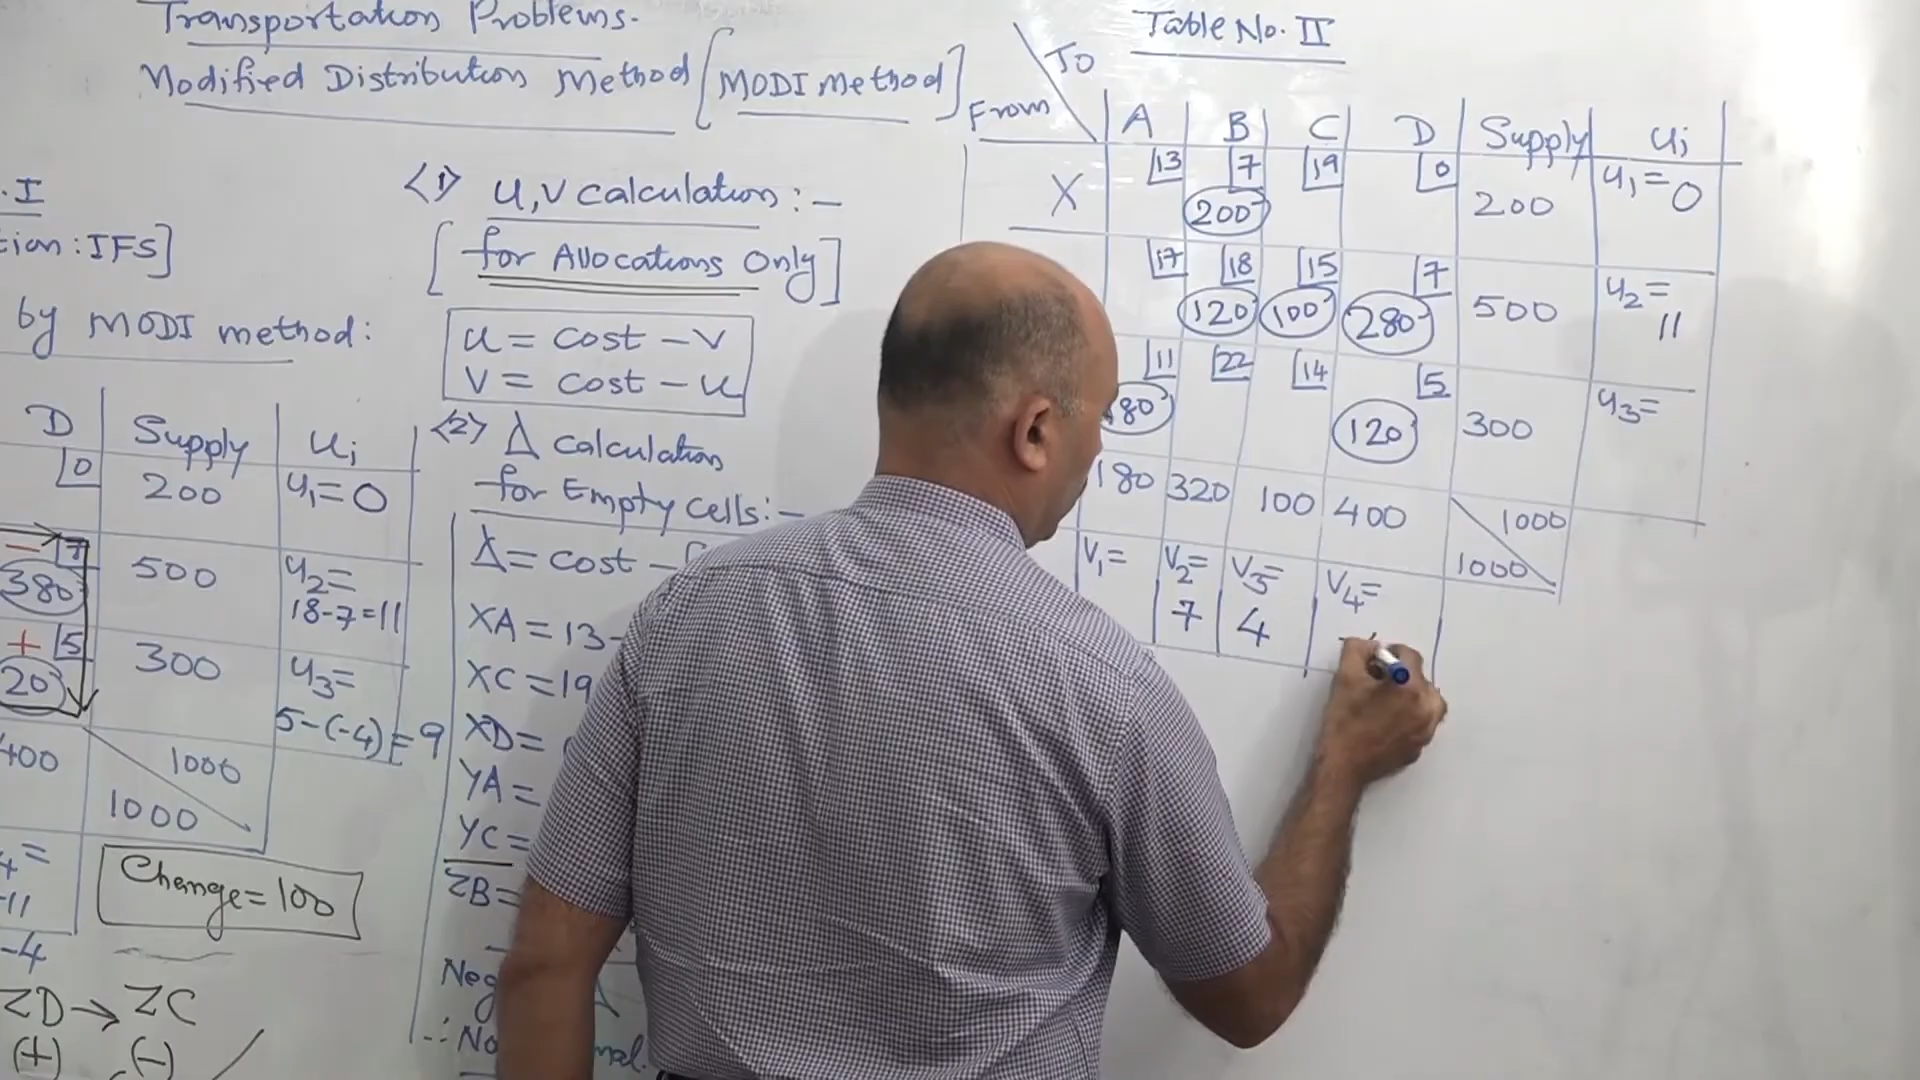 Transportation Problems.
Modified Distribution Method [MODI Method]
.I
tion: IFS]
by MODI method:
D Supply ui
0 200 u1=0
- 7
380 500 u2=
18-7=11
+ 5
20 300 u3=
5-(-4)=9
400 1000
1000
4=
-11
-4
Change=100
ZD → ZC
(+) (-)
<1> u,v calculation:-
[for Allocations Only]
u = cost - v
v = cost - u
<2> Δ calculation
for Empty cells:-
Δ = cost -
XA = 13-
XC = 19
XD =
YA =
YC =
ZB =
Neg
∴ No
Table No. II
To
From A B C D Supply ui
13 7 19 0 u1=0
X 200 200
17 18 15 7 u2=
120 100 280 500 11
11 22 14 5 u3=
80 120 300
180 320 100 400 1000
1000
v1= v2= v3= v4=
7 4